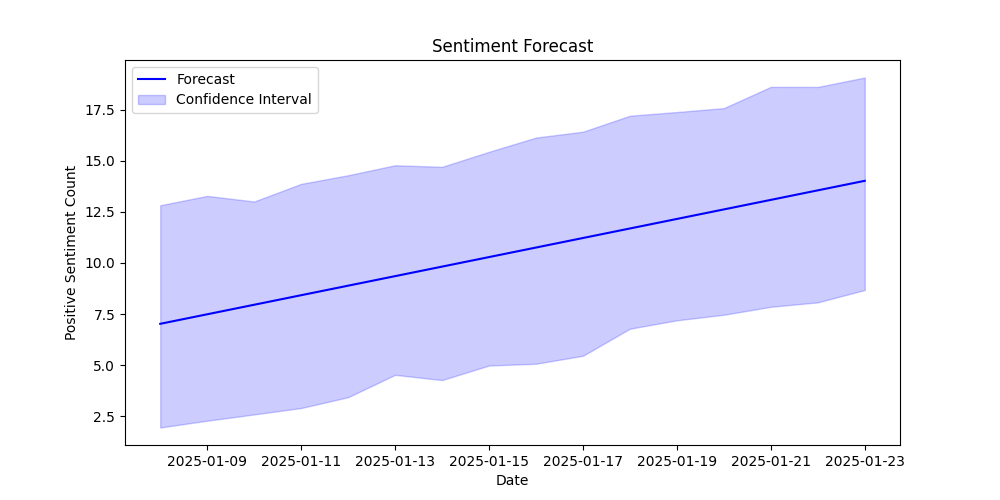 Sentiment Forecast
Forecast
Confidence Interval
Positive Sentiment Count
17.5
15.0
12.5
10.0
7.5
5.0
2.5
2025-01-09 2025-01-11 2025-01-13 2025-01-15 2025-01-17 2025-01-19 2025-01-21 2025-01-23
Date